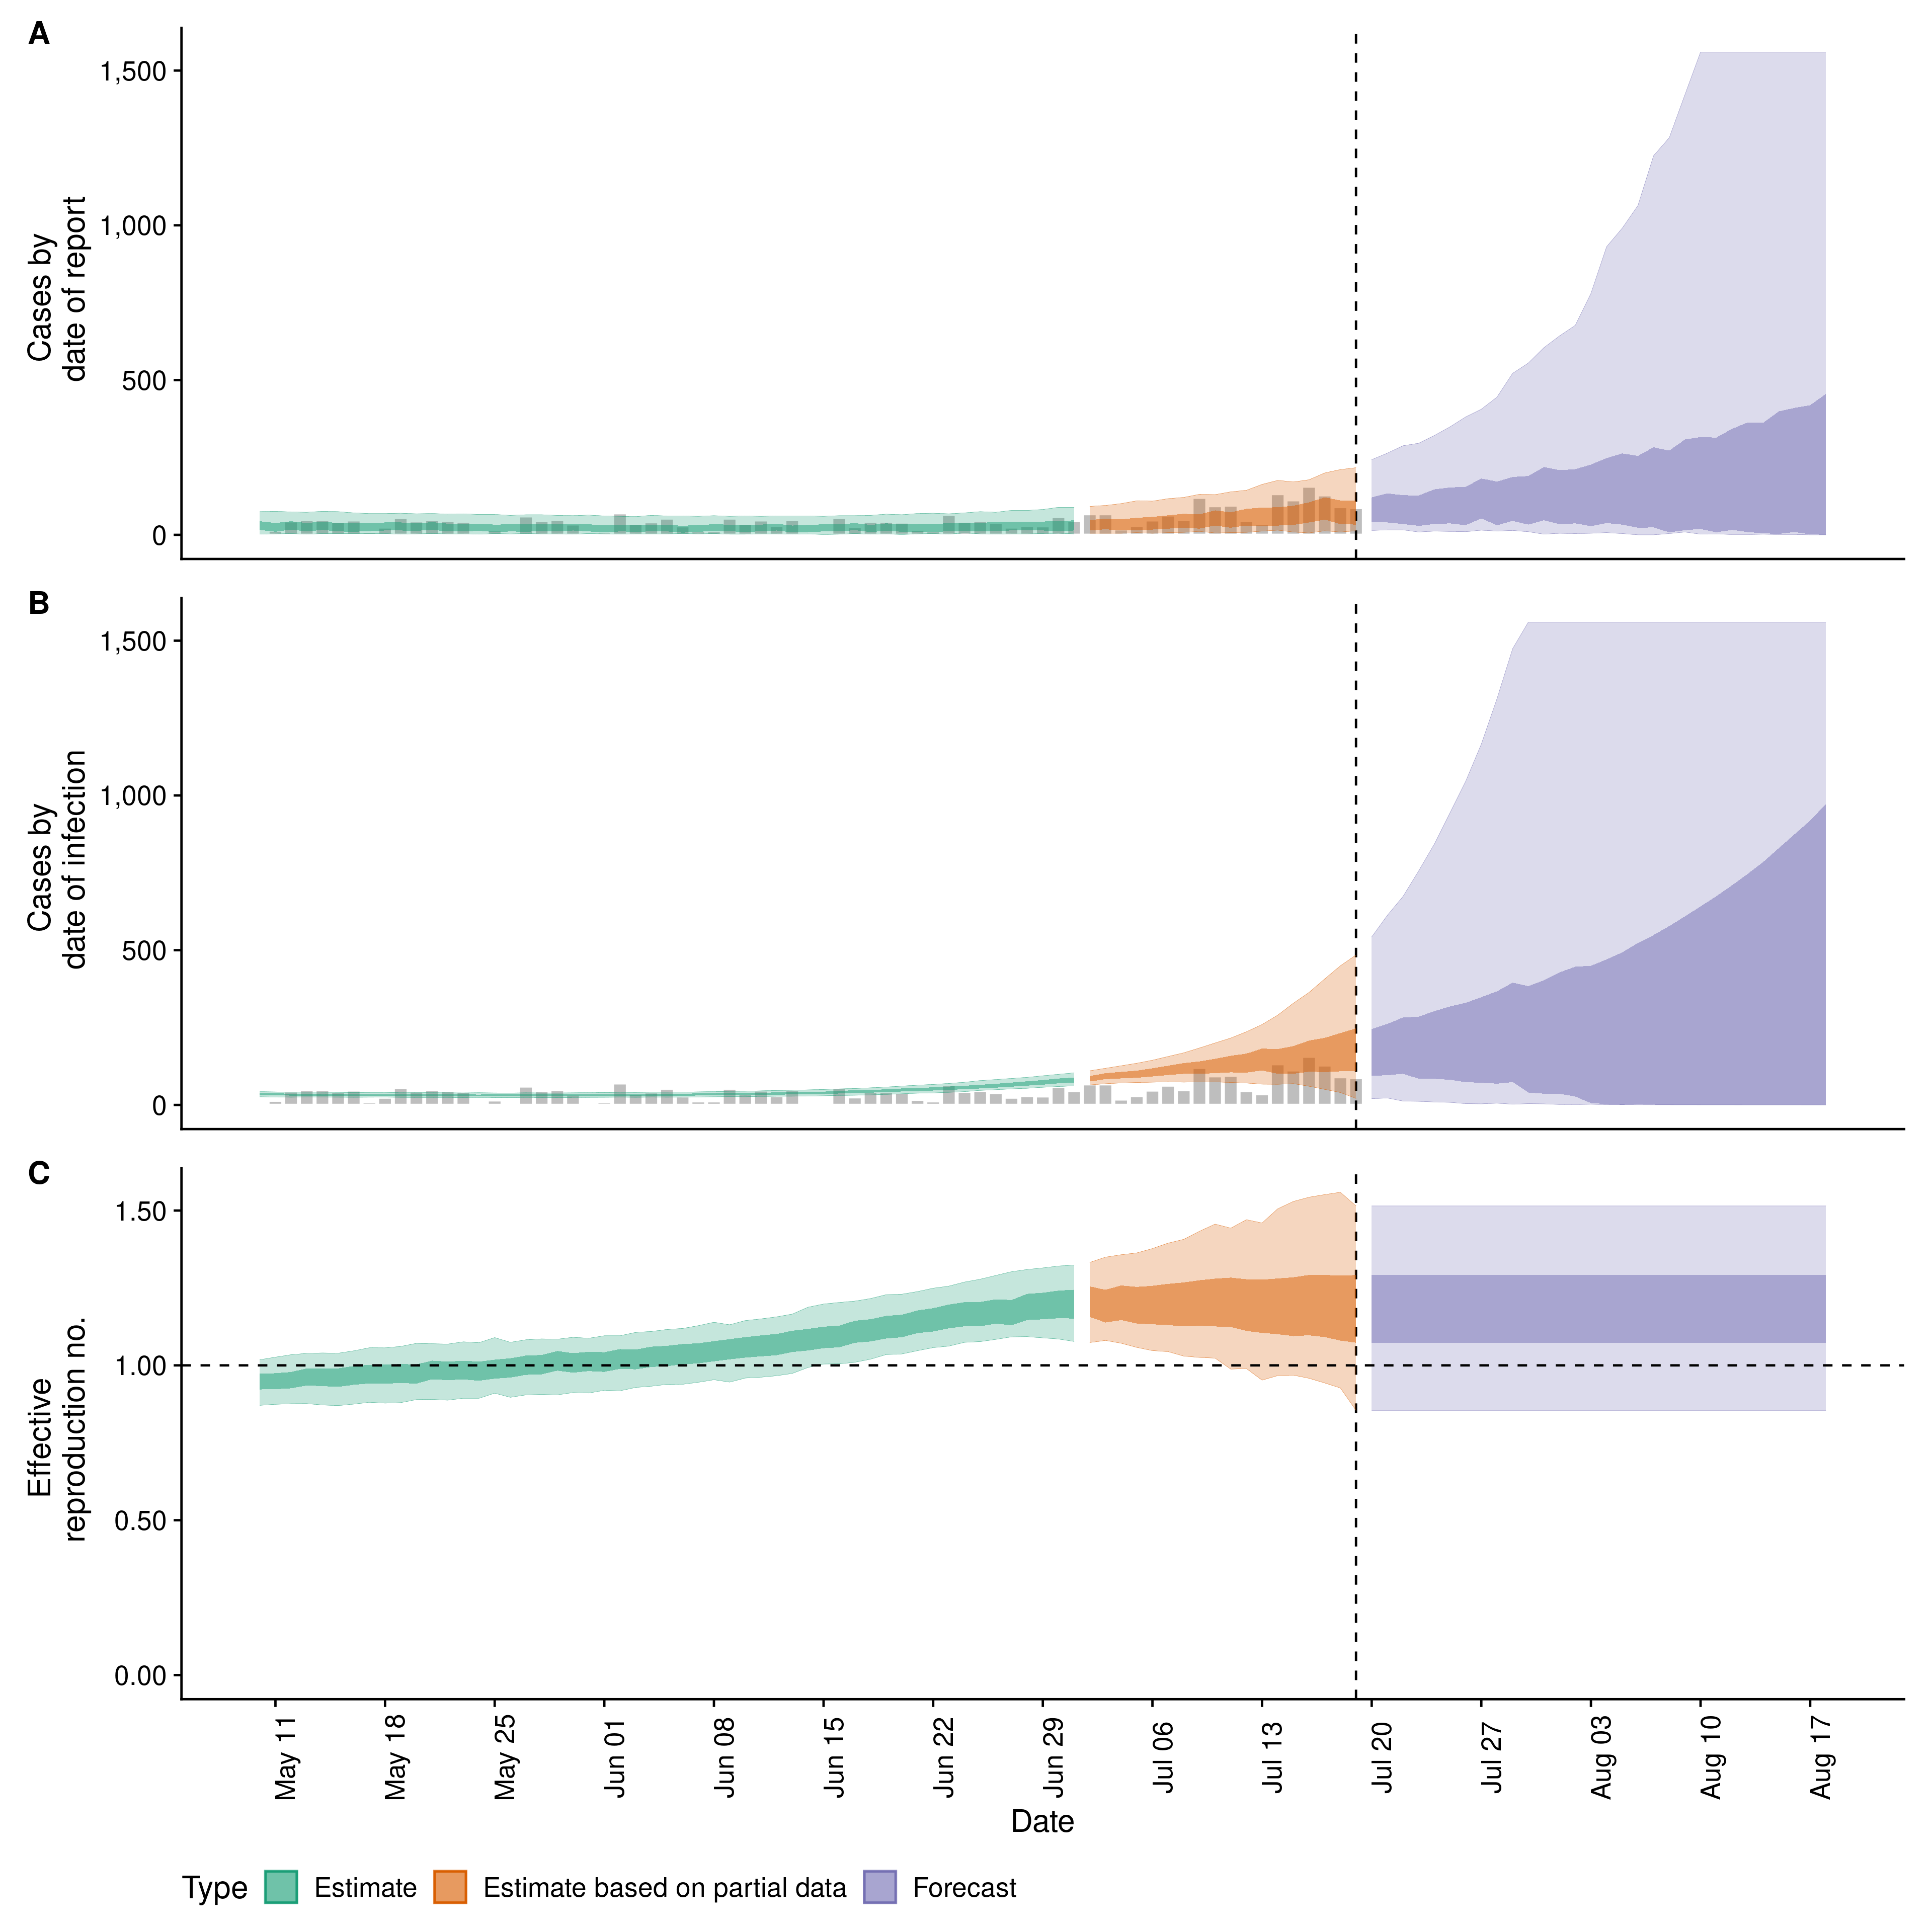 A
1,500
1,000
500
0
Cases by
date of report
B
1,500
1,000
500
0
Cases by
date of infection
C
1.50
1.00
0.50
0.00
Effective
reproduction no.
May 11
May 18
May 25
Jun 01
Jun 08
Jun 15
Jun 22
Jun 29
Jul 06
Jul 13
Jul 20
Jul 27
Aug 03
Aug 10
Aug 17
Date
Type Estimate Estimate based on partial data Forecast